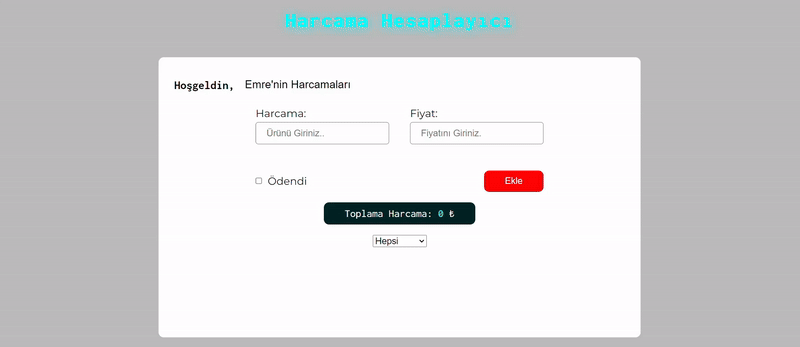 Harcama Hesaplayıcı
Hoşgeldin, Emre'nin Harcamaları
Harcama: Fiyat:
Ürünü Giriniz.. Fiyatını Giriniz.
Ödendi Ekle
Toplama Harcama: 0 ₺
Hepsi